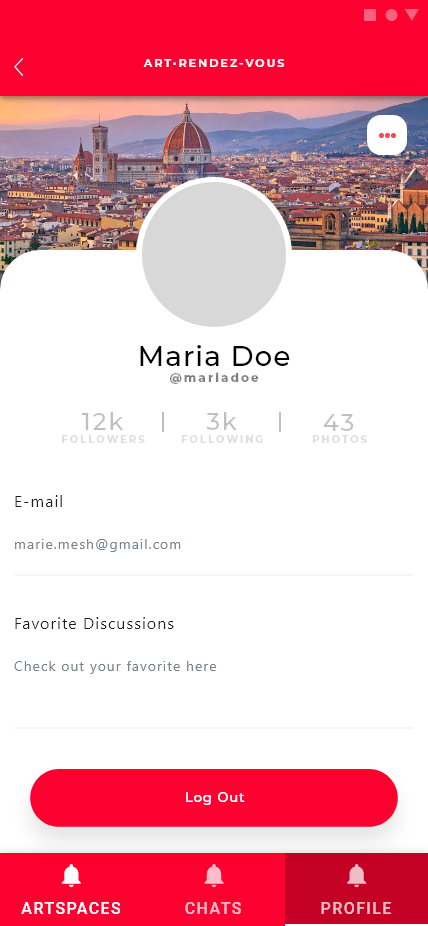 ART•RENDEZ-VOUS
Maria Doe
@mariadoe
12k | 3k | 43
FOLLOWERS FOLLOWING PHOTOS
E-mail
marie.mesh@gmail.com
Favorite Discussions
Check out your favorite here
Log Out
ARTSPACES CHATS PROFILE